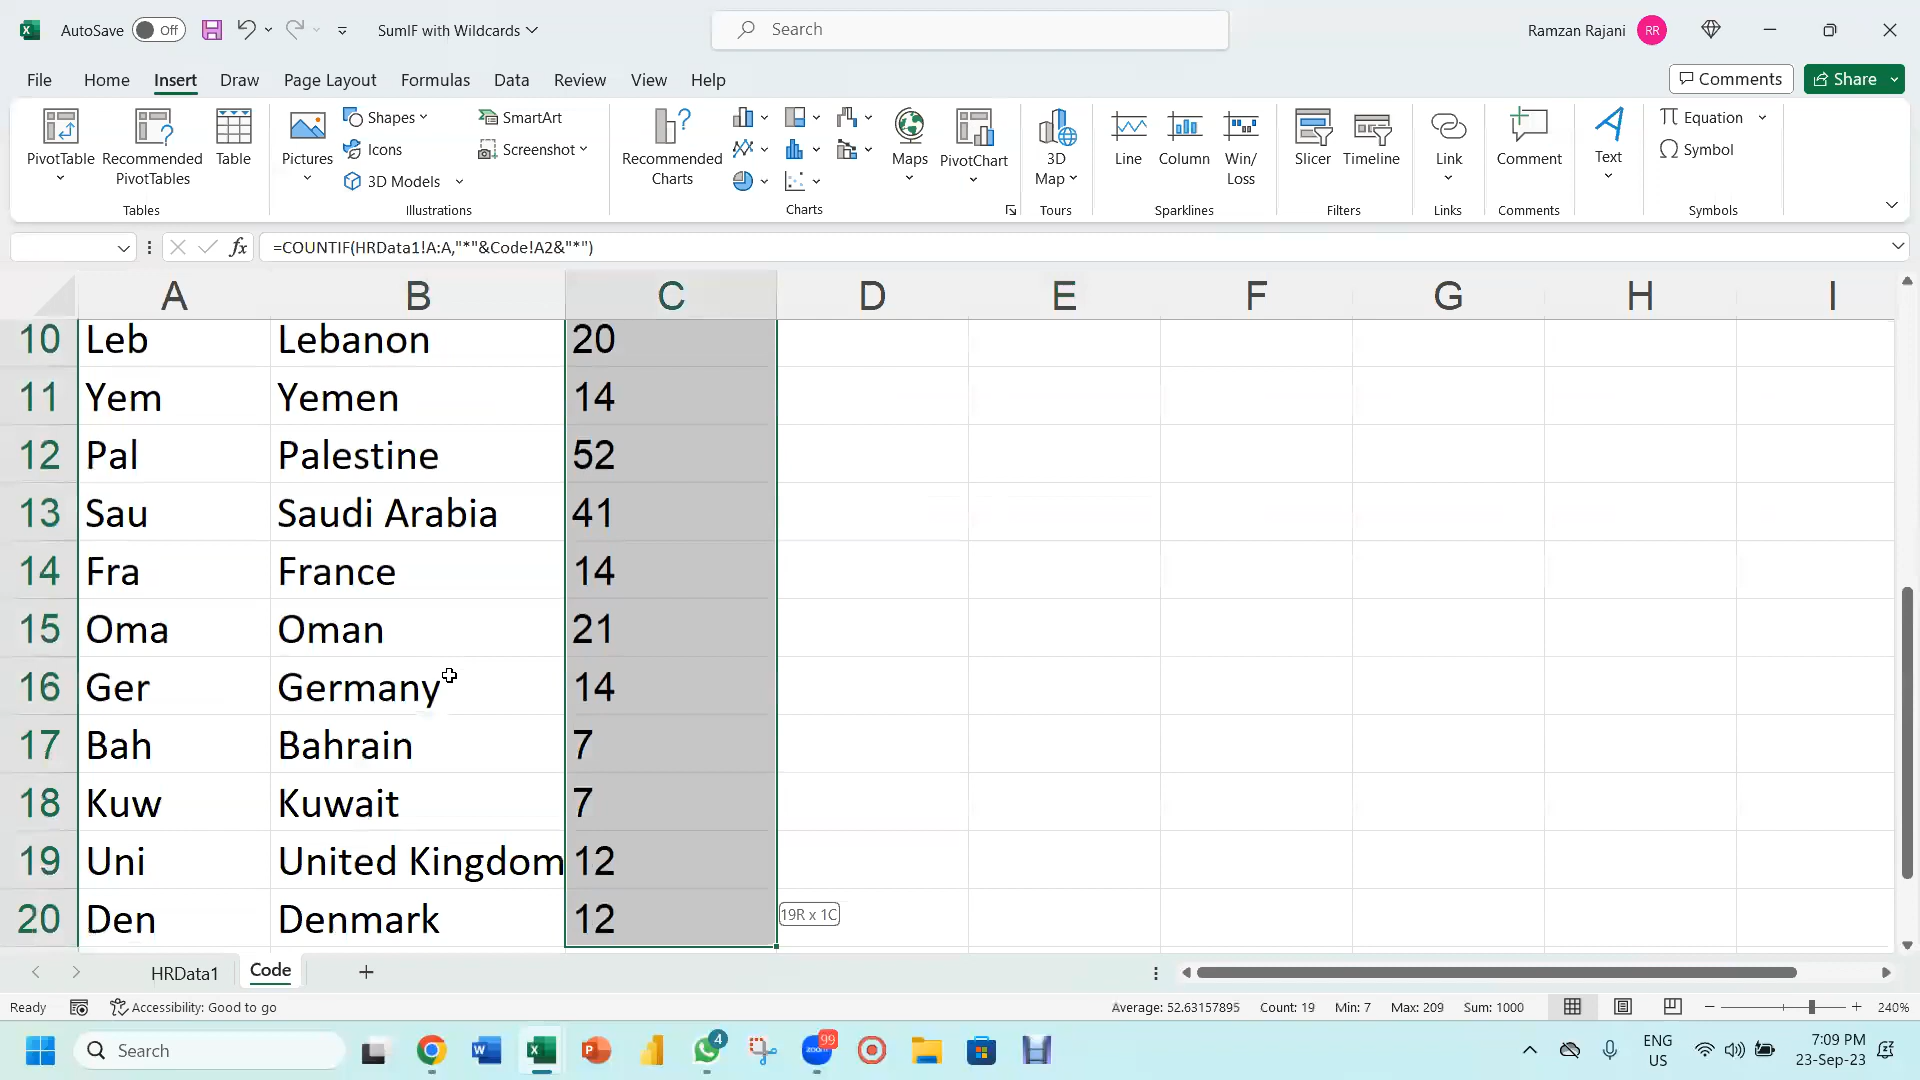 AutoSave Off SumIF with Wildcards Search Ramzan Rajani RR
File Home Insert Draw Page Layout Formulas Data Review View Help Comments Share
PivotTable Recommended PivotTables Table
Tables
Pictures Shapes Icons 3D Models SmartArt Screenshot
Illustrations
Recommended Charts Maps PivotChart
Charts
3D Map
Tours
Line Column Win/Loss
Sparklines
Slicer Timeline
Filters
Link
Links
Comment
Comments
Text
Equation Symbol
Symbols
fx =COUNTIF(HRData1!A:A,"*"&Code!A2&"*")
A B C D E F G H I
10 Leb Lebanon 20
11 Yem Yemen 14
12 Pal Palestine 52
13 Sau Saudi Arabia 41
14 Fra France 14
15 Oma Oman 21
16 Ger Germany 14
17 Bah Bahrain 7
18 Kuw Kuwait 7
19 Uni United Kingdom 12
20 Den Denmark 12 19R x 1C
HRData1 Code
Ready Accessibility: Good to go Average: 52.63157895 Count: 19 Min: 7 Max: 209 Sum: 1000 240%
Search 4 99 zoom ENG US 7:09 PM 23-Sep-23